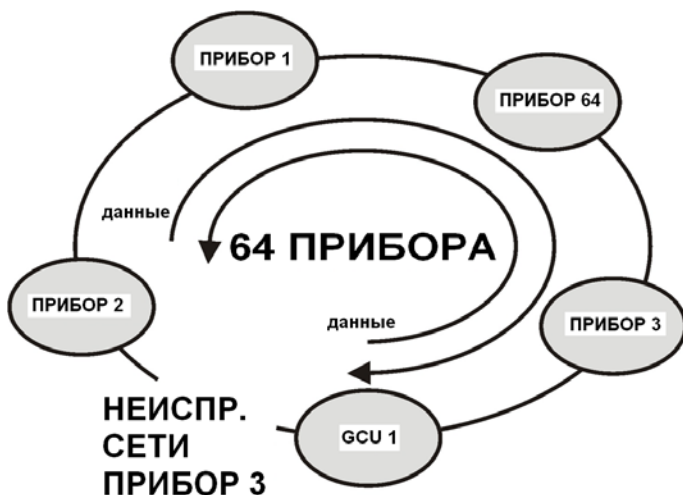 ПРИБОР 1
ПРИБОР 64
данные
64 ПРИБОРА
ПРИБОР 2
данные
ПРИБОР 3
НЕИСПР.
СЕТИ
ПРИБОР 3
GCU 1